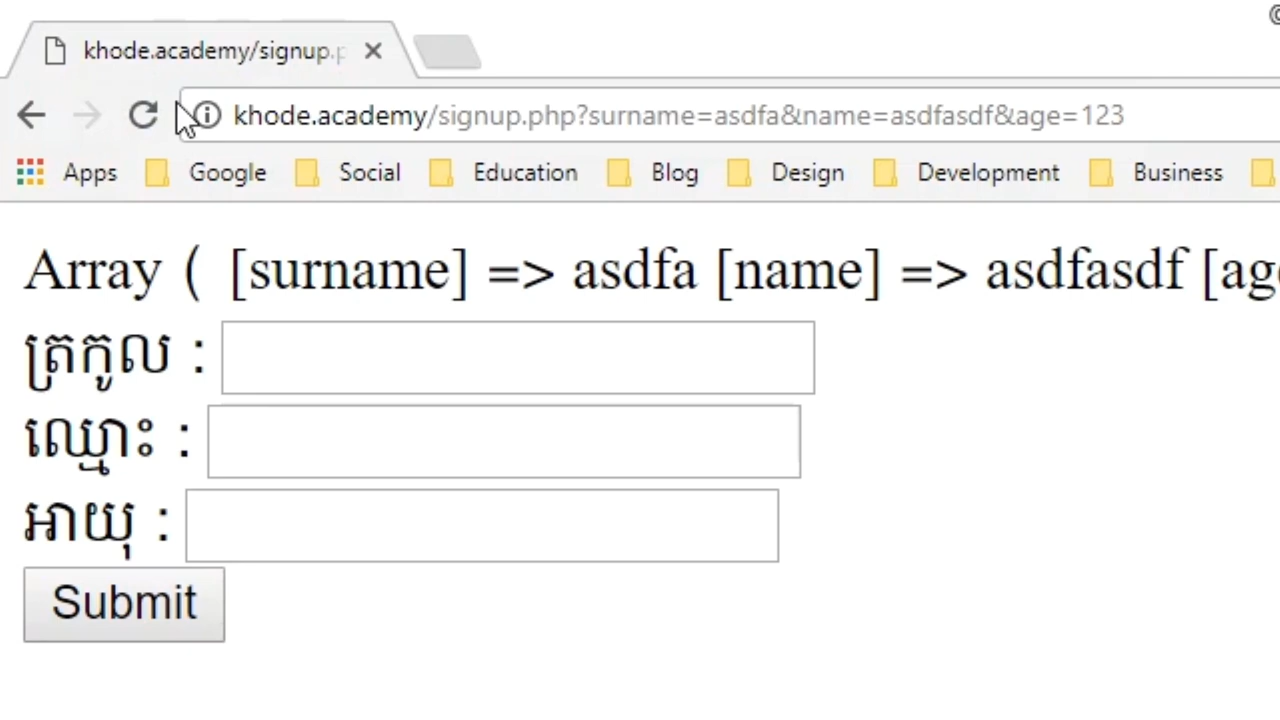 khode.academy/signup.p
khode.academy/signup.php?surname=asdfa&name=asdfasdf&age=123
Apps Google Social Education Blog Design Development Business
Array ( [surname] => asdfa [name] => asdfasdf [ag
ត្រកូល :
ឈ្មោះ :
អាយុ :
Submit